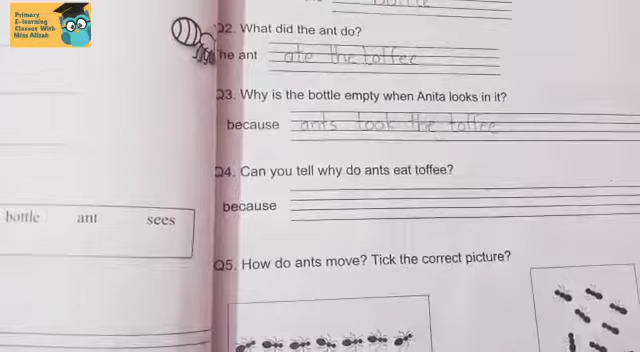 Primary
E-learning
Classes With
Miss Alizah
Q2. What did the ant do?
he ant ate the toffee
Q3. Why is the bottle empty when Anita looks in it?
because ants took the toffee
Q4. Can you tell why do ants eat toffee?
because
bottle ant sees
Q5. How do ants move? Tick the correct picture?